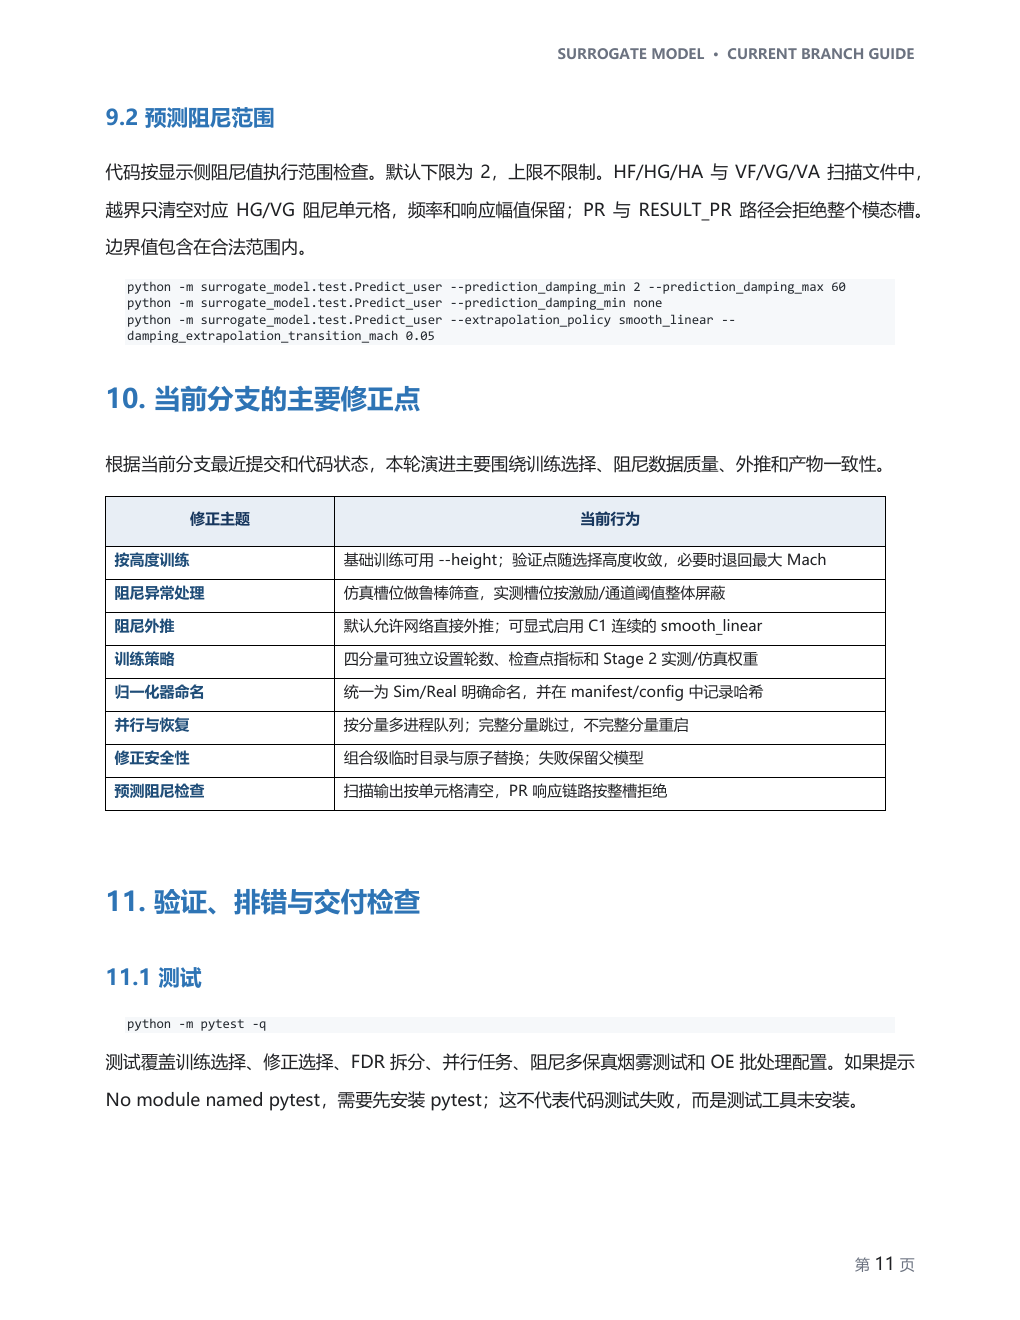 SURROGATE MODEL • CURRENT BRANCH GUIDE
9.2 预测阻尼范围
代码按显示侧阻尼值执行范围检查。默认下限为 2，上限不限制。HF/HG/HA 与 VF/VG/VA 扫描文件中，
越界只清空对应 HG/VG 阻尼单元格，频率和响应幅值保留；PR 与 RESULT_PR 路径会拒绝整个模态槽。
边界值包含在合法范围内。
python -m surrogate_model.test.Predict_user --prediction_damping_min 2 --prediction_damping_max 60
python -m surrogate_model.test.Predict_user --prediction_damping_min none
python -m surrogate_model.test.Predict_user --extrapolation_policy smooth_linear --
damping_extrapolation_transition_mach 0.05
10. 当前分支的主要修正点
根据当前分支最近提交和代码状态，本轮演进主要围绕训练选择、阻尼数据质量、外推和产物一致性。
修正主题 当前行为
按高度训练 基础训练可用 --height；验证点随选择高度收敛，必要时退回最大 Mach
阻尼异常处理 仿真槽位做鲁棒筛查，实测槽位按激励/通道阈值整体屏蔽
阻尼外推 默认允许网络直接外推；可显式启用 C1 连续的 smooth_linear
训练策略 四分量可独立设置轮数、检查点指标和 Stage 2 实测/仿真权重
归一化器命名 统一为 Sim/Real 明确命名，并在 manifest/config 中记录哈希
并行与恢复 按分量多进程队列；完整分量跳过，不完整分量重启
修正安全性 组合级临时目录与原子替换；失败保留父模型
预测阻尼检查 扫描输出按单元格清空，PR 响应链路按整槽拒绝
11. 验证、排错与交付检查
11.1 测试
python -m pytest -q
测试覆盖训练选择、修正选择、FDR 拆分、并行任务、阻尼多保真烟雾测试和 OE 批处理配置。如果提示
No module named pytest，需要先安装 pytest；这不代表代码测试失败，而是测试工具未安装。
第 11 页